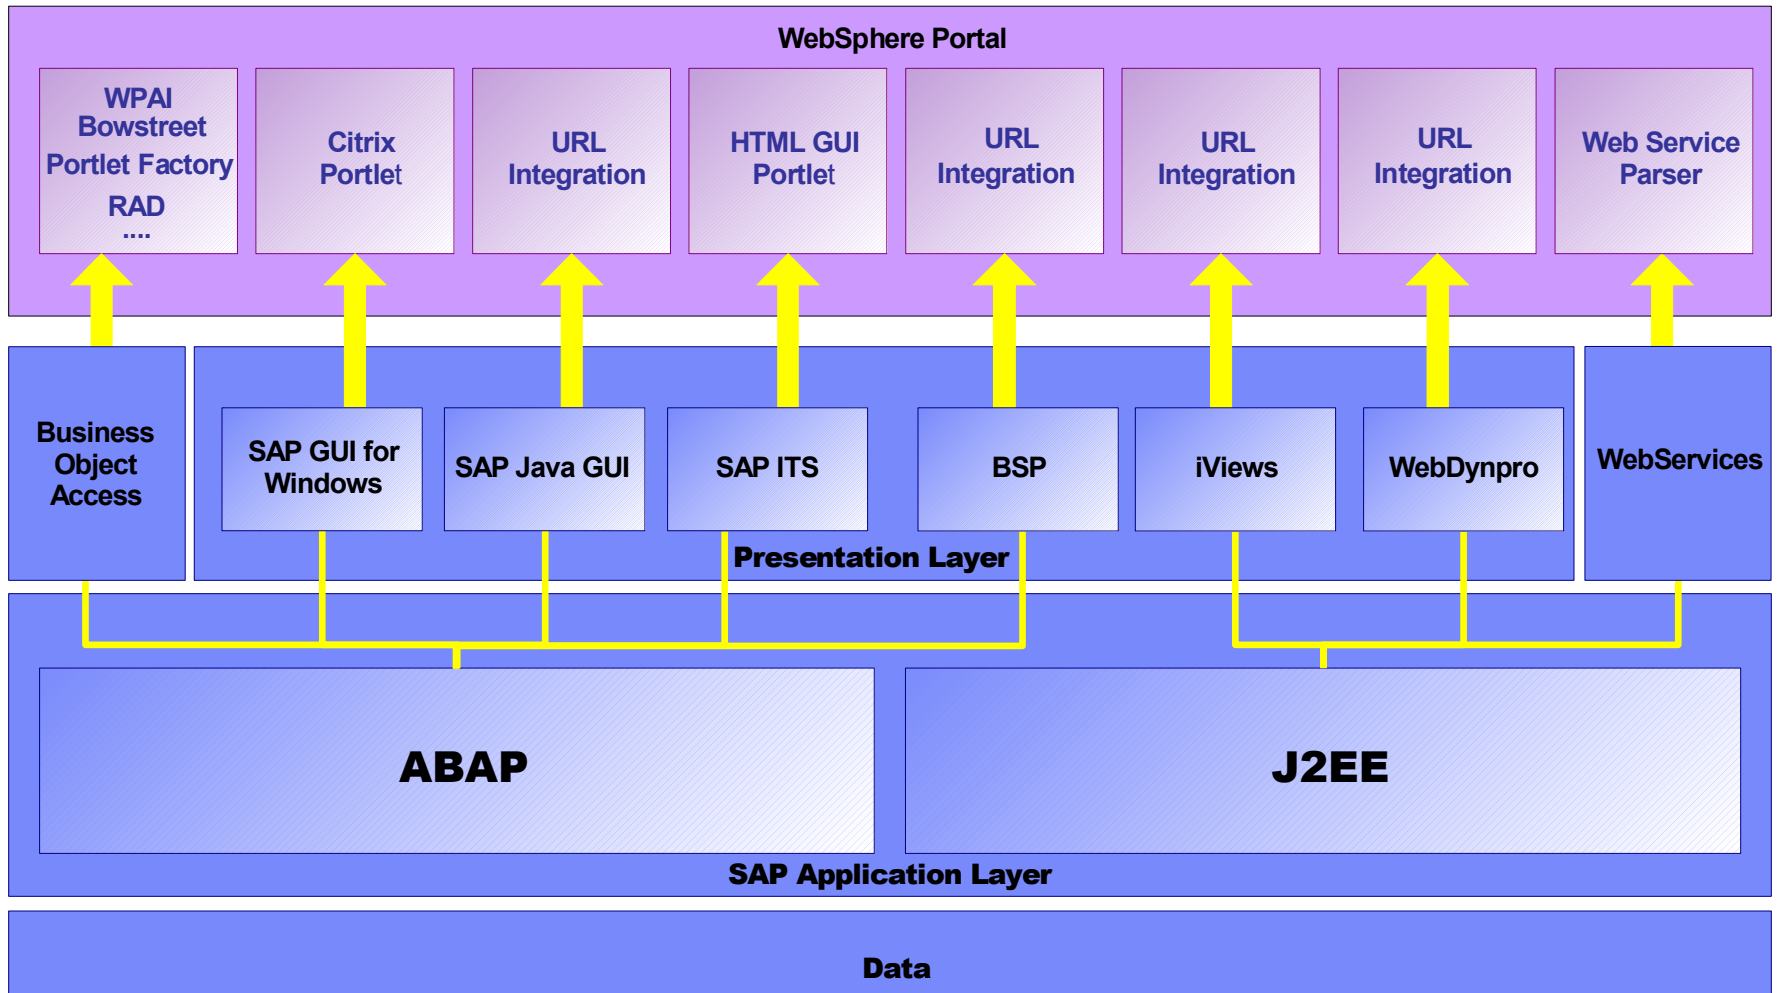 WebSphere Portal
WPAI
Bowstreet
Portlet Factory
RAD
....
Citrix
Portlet
URL
Integration
HTML GUI
Portlet
URL
Integration
URL
Integration
URL
Integration
Web Service
Parser
Business
Object
Access
SAP GUI for
Windows
SAP Java GUI
SAP ITS
BSP
iViews
WebDynpro
WebServices
Presentation Layer
ABAP
J2EE
SAP Application Layer
Data